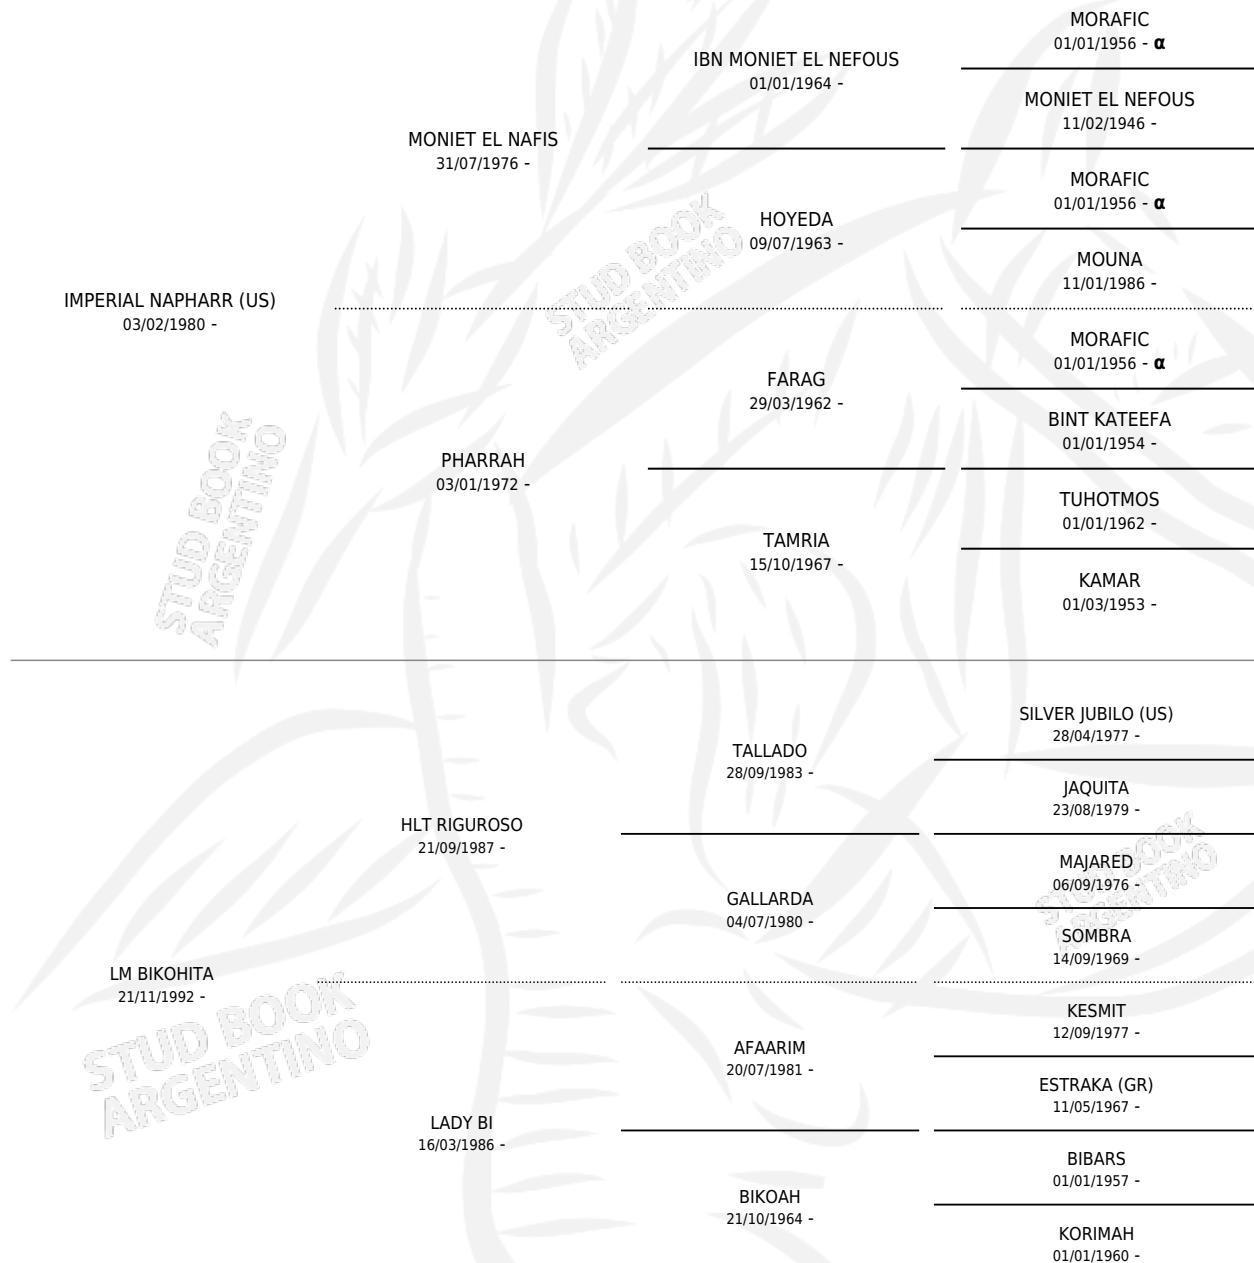 MORAFIC
01/01/1956 - α
IBN MONIET EL NEFOUS
01/01/1964 -
MONIET EL NEFOUS
11/02/1946 -
MONIET EL NAFIS
31/07/1976 -
MORAFIC
01/01/1956 - α
HOYEDA
09/07/1963 -
MOUNA
11/01/1986 -
IMPERIAL NAPHARR (US)
03/02/1980 -
MORAFIC
01/01/1956 - α
FARAG
29/03/1962 -
BINT KATEEFA
01/01/1954 -
PHARRAH
03/01/1972 -
TUHOTMOS
01/01/1962 -
TAMRIA
15/10/1967 -
KAMAR
01/03/1953 -
SILVER JUBILO (US)
28/04/1977 -
TALLADO
28/09/1983 -
JAQUITA
23/08/1979 -
HLT RIGUROSO
21/09/1987 -
MAJARED
06/09/1976 -
GALLARDA
04/07/1980 -
SOMBRA
14/09/1969 -
LM BIKOHITA
21/11/1992 -
KESMIT
12/09/1977 -
AFAARIM
20/07/1981 -
ESTRAKA (GR)
11/05/1967 -
LADY BI
16/03/1986 -
BIBARS
01/01/1957 -
BIKOAH
21/10/1964 -
KORIMAH
01/01/1960 -
STUD BOOK
ARGENTINO
STUD BOOK
ARGENTINO
STUD BOOK
ARGENTINO
STUD BOOK
ARGENTINO